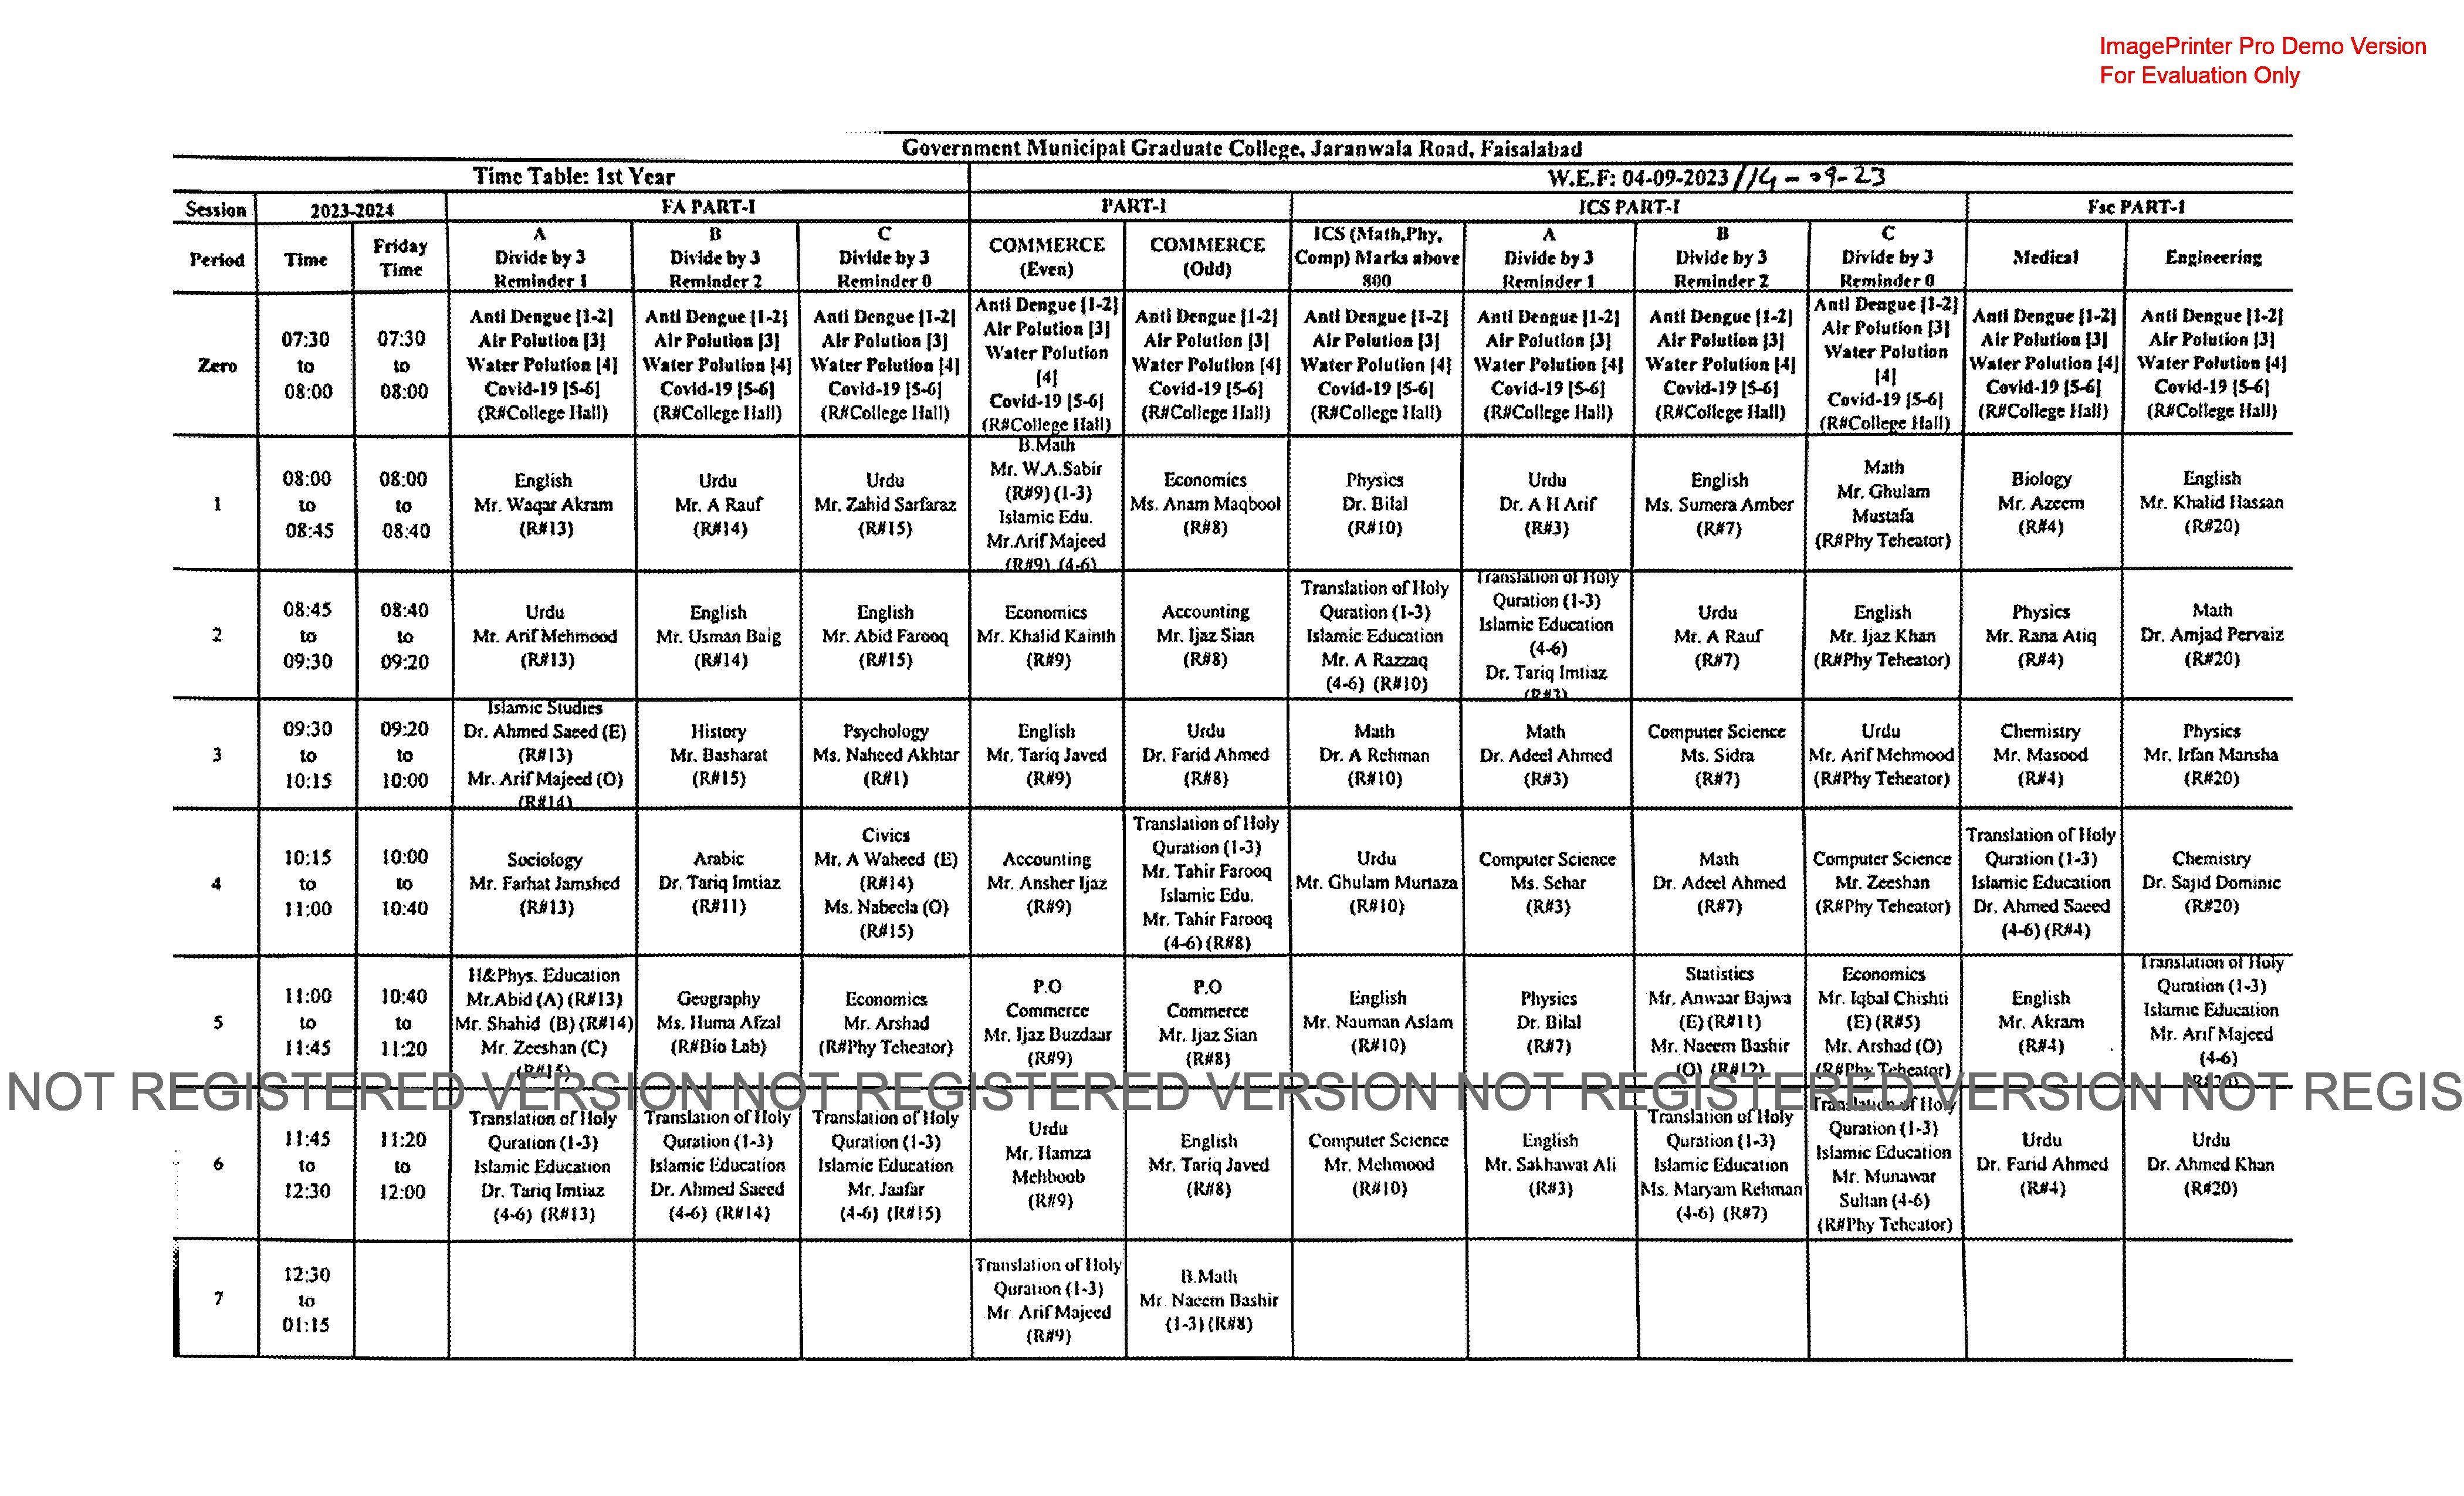 ImagePrinter Pro Demo Version
For Evaluation Only
Government Municipal Graduate College, Jaranwala Road, Faisalabad
Time Table: 1st Year
W.E.F: 04-09-2023 //14-09-23
Session
2023-2024
FA PART-I
PART-I
ICS PART-I
Fsc PART-1
Period
Time
Friday
Time
A
Divide by 3
Reminder 1
B
Divide by 3
Reminder 2
C
Divide by 3
Reminder 0
COMMERCE
(Even)
COMMERCE
(Odd)
ICS (Math,Phy,
Comp) Marks above
800
A
Divide by 3
Reminder 1
B
Divide by 3
Reminder 2
C
Divide by 3
Reminder 0
Medical
Engineering
Zero
07:30
to
08:00
07:30
to
08:00
Anti Dengue [1-2]
Air Polution [3]
Water Polution [4]
Covid-19 [5-6]
(R#College Hall)
Anti Dengue [1-2]
Air Polution [3]
Water Polution [4]
Covid-19 [5-6]
(R#College Hall)
Anti Dengue [1-2]
Air Polution [3]
Water Polution [4]
Covid-19 [5-6]
(R#College Hall)
Anti Dengue [1-2]
Air Polution [3]
Water Polution
[4]
Covid-19 [5-6]
(R#College Hall)
Anti Dengue [1-2]
Air Polution [3]
Water Polution [4]
Covid-19 [5-6]
(R#College Hall)
Anti Dengue [1-2]
Air Polution [3]
Water Polution [4]
Covid-19 [5-6]
(R#College Hall)
Anti Dengue [1-2]
Air Polution [3]
Water Polution [4]
Covid-19 [5-6]
(R#College Hall)
Anti Dengue [1-2]
Air Polution [3]
Water Polution [4]
Covid-19 [5-6]
(R#College Hall)
Anti Dengue [1-2]
Air Polution [3]
Water Polution
[4]
Covid-19 [5-6]
(R#College Hall)
Anti Dengue [1-2]
Air Polution [3]
Water Polution [4]
Covid-19 [5-6]
(R#College Hall)
Anti Dengue [1-2]
Air Polution [3]
Water Polution [4]
Covid-19 [5-6]
(R#College Hall)
1
08:00
to
08:45
08:00
to
08:40
English
Mr. Waqar Akram
(R#13)
Urdu
Mr. A Rauf
(R#14)
Urdu
Mr. Zahid Sarfaraz
(R#15)
B.Math
Mr. W.A.Sabir
(R#9) (1-3)
Islamic Edu.
Mr.Arif Majeed
(R#9) (4-6)
Economics
Ms. Anam Maqbool
(R#8)
Physics
Dr. Bilal
(R#10)
Urdu
Dr. A H Arif
(R#3)
English
Ms. Sumera Amber
(R#7)
Math
Mr. Ghulam
Mustafa
(R#Phy Teheator)
Biology
Mr. Azeem
(R#4)
English
Mr. Khalid Hassan
(R#20)
2
08:45
to
09:30
08:40
to
09:20
Urdu
Mr. Arif Mehmood
(R#13)
English
Mr. Usman Baig
(R#14)
English
Mr. Abid Farooq
(R#15)
Economics
Mr. Khalid Kainth
(R#9)
Accounting
Mr. Ijaz Sian
(R#8)
Translation of Holy
Quration (1-3)
Islamic Education
Mr. A Razzaq
(4-6) (R#10)
Translation of Holy
Quration (1-3)
Islamic Education
(4-6)
Dr. Tariq Imtiaz
(R#3)
Urdu
Mr. A Rauf
(R#7)
English
Mr. Ijaz Khan
(R#Phy Teheator)
Physics
Mr. Rana Atiq
(R#4)
Math
Dr. Amjad Pervaiz
(R#20)
3
09:30
to
10:15
09:20
to
10:00
Islamic Studies
Dr. Ahmed Saeed (E)
(R#13)
Mr. Arif Majeed (O)
(R#14)
History
Mr. Basharat
(R#15)
Psychology
Ms. Naheed Akhtar
(R#1)
English
Mr. Tariq Javed
(R#9)
Urdu
Dr. Farid Ahmed
(R#8)
Math
Dr. A Rehman
(R#10)
Math
Dr. Adeel Ahmed
(R#3)
Computer Science
Ms. Sidra
(R#7)
Urdu
Mr. Arif Mehmood
(R#Phy Teheator)
Chemistry
Mr. Masood
(R#4)
Physics
Mr. Irfan Mansha
(R#20)
4
10:15
to
11:00
10:00
to
10:40
Sociology
Mr. Farhat Jamshed
(R#13)
Arabic
Dr. Tariq Imtiaz
(R#11)
Civics
Mr. A Waheed (E)
(R#14)
Ms. Nabeela (O)
(R#15)
Accounting
Mr. Ansher Ijaz
(R#9)
Translation of Holy
Quration (1-3)
Mr. Tahir Farooq
Islamic Edu.
Mr. Tahir Farooq
(4-6) (R#8)
Urdu
Mr. Ghulam Murtaza
(R#10)
Computer Science
Ms. Sehar
(R#3)
Math
Dr. Adeel Ahmed
(R#7)
Computer Science
Mr. Zeeshan
(R#Phy Teheator)
Translation of Holy
Quration (1-3)
Islamic Education
Dr. Ahmed Saeed
(4-6) (R#4)
Chemistry
Dr. Sajid Dominic
(R#20)
5
11:00
to
11:45
10:40
to
11:20
H&Phys. Education
Mr.Abid (A) (R#13)
Mr. Shahid (B) (R#14)
Mr. Zeeshan (C)
(R#15)
Geography
Ms. Huma Afzal
(R#Bio Lab)
Economics
Mr. Arshad
(R#Phy Teheator)
P.O
Commerce
Mr. Ijaz Buzdaar
(R#9)
P.O
Commerce
Mr. Ijaz Sian
(R#8)
English
Mr. Nauman Aslam
(R#10)
Physics
Dr. Bilal
(R#7)
Statistics
Mr. Anwaar Bajwa
(E) (R#11)
Mr. Naeem Bashir
(O) (R#12)
Economics
Mr. Iqbal Chishti
(E) (R#5)
Mr. Arshad (O)
(R#Phy Teheator)
English
Mr. Akram
(R#4)
Translation of Holy
Quration (1-3)
Islamic Education
Mr. Arif Majeed
(4-6)
(R#20)
NOT REGISTERED VERSION NOT REGISTERED VERSION NOT REGISTERED VERSION NOT REGIS
6
11:45
to
12:30
11:20
to
12:00
Translation of Holy
Quration (1-3)
Islamic Education
Dr. Tariq Imtiaz
(4-6) (R#13)
Translation of Holy
Quration (1-3)
Islamic Education
Dr. Ahmed Saeed
(4-6) (R#14)
Translation of Holy
Quration (1-3)
Islamic Education
Mr. Jaafar
(4-6) (R#15)
Urdu
Mr. Hamza
Mehboob
(R#9)
English
Mr. Tariq Javed
(R#8)
Computer Science
Mr. Mehmood
(R#10)
English
Mr. Sakhawat Ali
(R#3)
Translation of Holy
Quration (1-3)
Islamic Education
Ms. Maryam Rehman
(4-6) (R#7)
Translation of Holy
Quration (1-3)
Islamic Education
Mr. Munawar
Sultan (4-6)
(R#Phy Teheator)
Urdu
Dr. Farid Ahmed
(R#4)
Urdu
Dr. Ahmed Khan
(R#20)
7
12:30
to
01:15
Translation of Holy
Quration (1-3)
Mr. Arif Majeed
(R#9)
B.Math
Mr. Naeem Bashir
(1-3) (R#8)